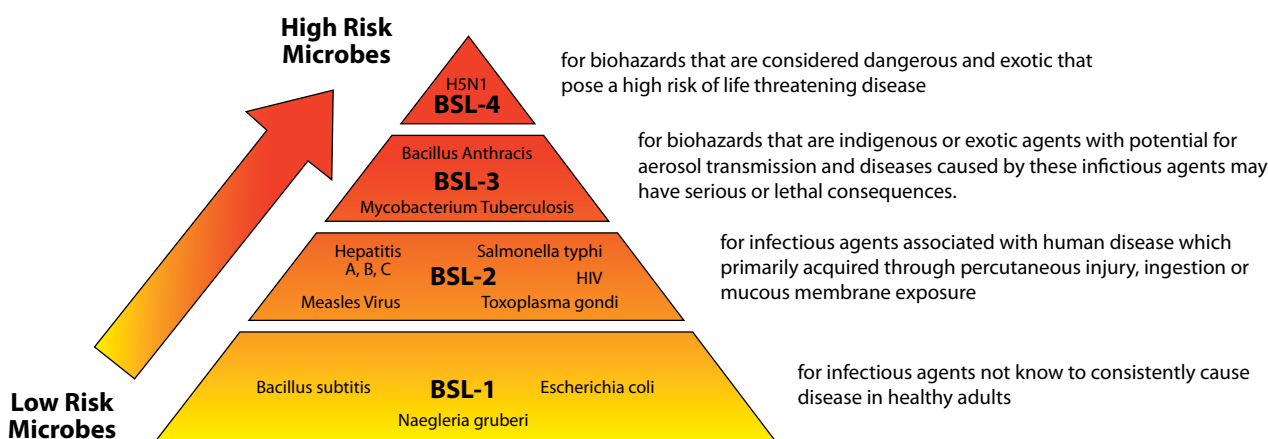 High Risk
Microbes
for biohazards that are considered dangerous and exotic that
pose a high risk of life threatening disease
H5N1
BSL-4
for biohazards that are indigenous or exotic agents with potential for
aerosol transmission and diseases caused by these infictious agents may
have serious or lethal consequences.
Bacillus Anthracis
BSL-3
Mycobacterium Tuberculosis
for infectious agents associated with human disease which
primarily acquired through percutaneous injury, ingestion or
mucous membrane exposure
Hepatitis
A, B, C
Salmonella typhi
BSL-2
HIV
Measles Virus
Toxoplasma gondi
for infectious agents not know to consistently cause
disease in healthy adults
Bacillus subtitis
BSL-1
Escherichia coli
Naegleria gruberi
Low Risk
Microbes